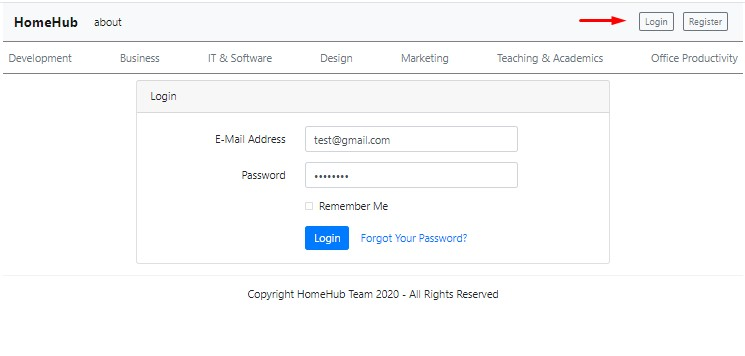 HomeHub about Login Register
Development Business IT & Software Design Marketing Teaching & Academics Office Productivity
Login
E-Mail Address test@gmail.com
Password ••••••••
Remember Me
Login Forgot Your Password?
Copyright HomeHub Team 2020 - All Rights Reserved